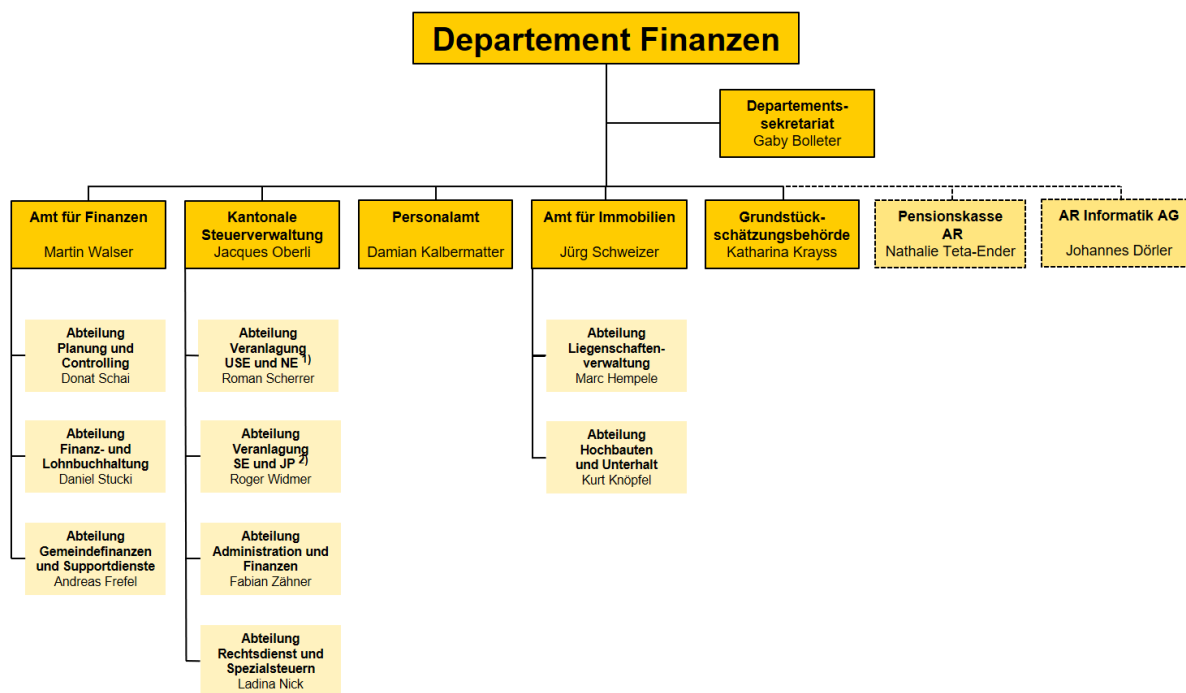 Departement Finanzen
Departements-
sekretariat
Gaby Bolleter
Amt für Finanzen
Martin Walser
Kantonale
Steuerverwaltung
Jacques Oberli
Personalamt
Damian Kalbermatter
Amt für Immobilien
Jürg Schweizer
Grundstück-
schätzungsbehörde
Katharina Krayss
Pensionskasse
AR
Nathalie Teta-Ender
AR Informatik AG
Johannes Dörler
Abteilung
Planung und
Controlling
Donat Schai
Abteilung
Finanz- und
Lohnbuchhaltung
Daniel Stucki
Abteilung
Gemeindefinanzen
und Supportdienste
Andreas Frefel
Abteilung
Veranlagung
USE und NE 1)
Roman Scherrer
Abteilung
Veranlagung
SE und JP 2)
Roger Widmer
Abteilung
Administration und
Finanzen
Fabian Zähner
Abteilung
Rechtsdienst und
Spezialsteuern
Ladina Nick
Abteilung
Liegenschaften-
verwaltung
Marc Hempele
Abteilung
Hochbauten
und Unterhalt
Kurt Knöpfel